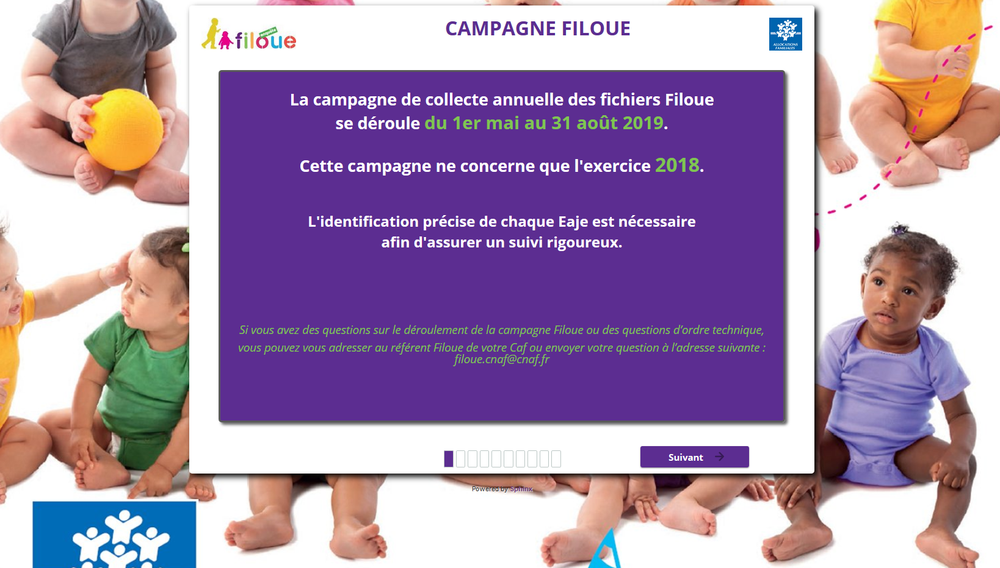 enquête
filoue
CAMPAGNE FILOUE
ALLOCATIONS
FAMILIALES
La campagne de collecte annuelle des fichiers Filoue
se déroule du 1er mai au 31 août 2019.
Cette campagne ne concerne que l'exercice 2018.
L'identification précise de chaque Eaje est nécessaire
afin d'assurer un suivi rigoureux.
Si vous avez des questions sur le déroulement de la campagne Filoue ou des questions d’ordre technique,
vous pouvez vous adresser au référent Filoue de votre Caf ou envoyer votre question à l’adresse suivante :
filoue.cnaf@cnaf.fr
Suivant
Powered by Sphinx